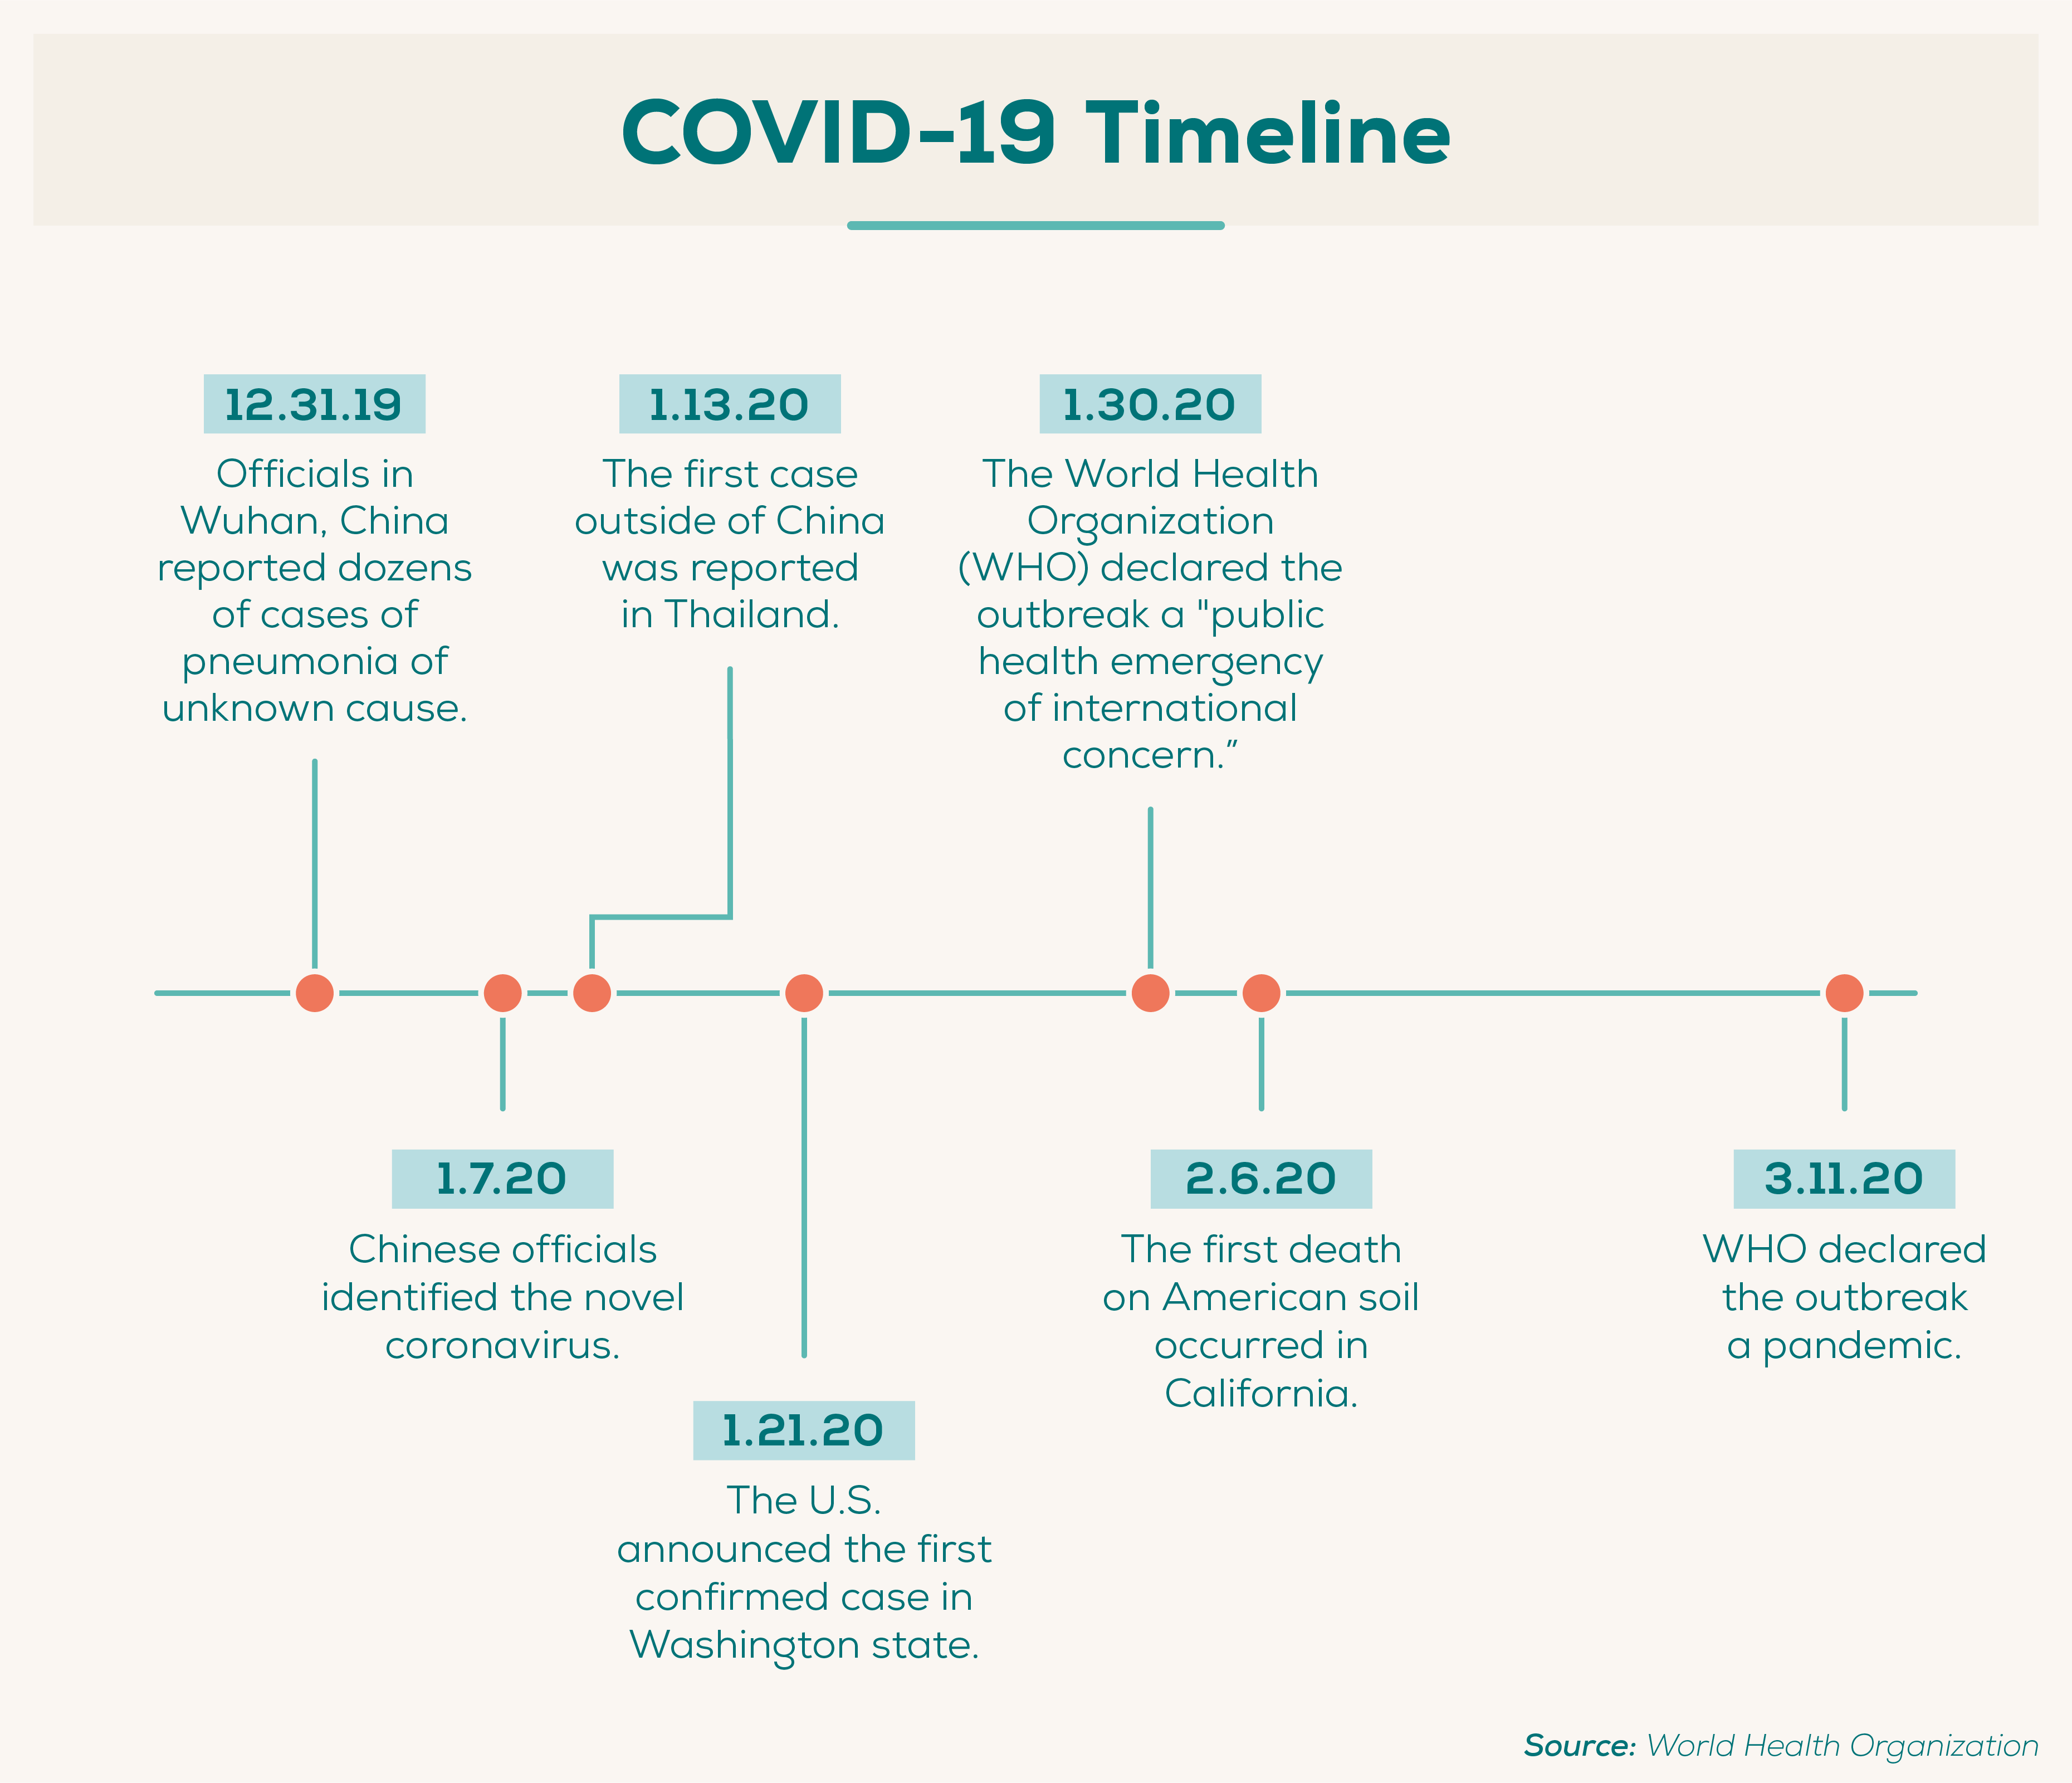 COVID-19 Timeline
12.31.19
Officials in
Wuhan, China
reported dozens
of cases of
pneumonia of
unknown cause.
1.13.20
The first case
outside of China
was reported
in Thailand.
1.30.20
The World Health
Organization
(WHO) declared the
outbreak a "public
health emergency
of international
concern.”
1.7.20
Chinese officials
identified the novel
coronavirus.
1.21.20
The U.S.
announced the first
confirmed case in
Washington state.
2.6.20
The first death
on American soil
occurred in
California.
3.11.20
WHO declared
the outbreak
a pandemic.
Source: World Health Organization